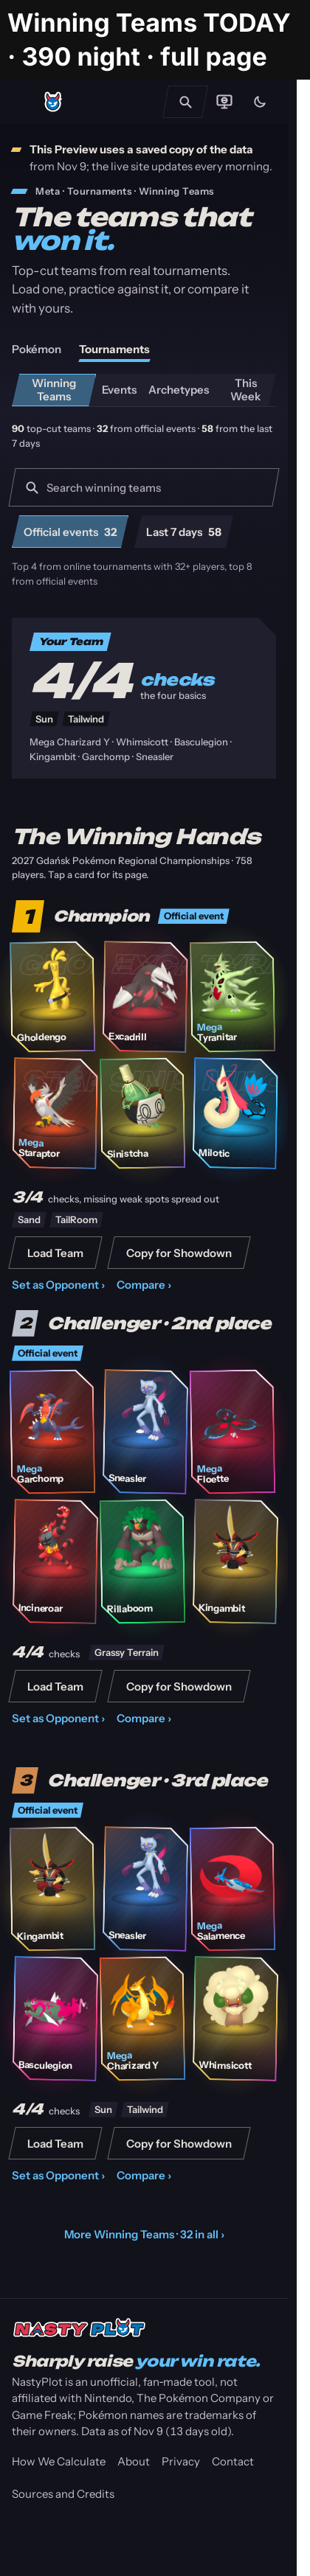 Winning Teams TODAY
· 390 night · full page
This Preview uses a saved copy of the data
from Nov 9; the live site updates every morning.
Meta · Tournaments · Winning Teams
The teams that
won it.
Top-cut teams from real tournaments.
Load one, practice against it, or compare it
with yours.
Pokémon Tournaments
Winning Teams Events Archetypes This Week
90 top-cut teams · 32 from official events · 58 from the last
7 days
Search winning teams
Official events 32 Last 7 days 58
Top 4 from online tournaments with 32+ players, top 8
from official events
Your Team
4/4 checks
the four basics
Sun Tailwind
Mega Charizard Y · Whimsicott · Basculegion ·
Kingambit · Garchomp · Sneasler
The Winning Hands
2027 Gdańsk Pokémon Regional Championships · 758
players. Tap a card for its page.
1 Champion Official event
Gholdengo Excadrill Mega Tyranitar
Mega Staraptor Sinistcha Milotic
3/4 checks, missing weak spots spread out
Sand TailRoom
Load Team Copy for Showdown
Set as Opponent › Compare ›
2 Challenger · 2nd place
Official event
Mega Garchomp Sneasler Mega Floette
Incineroar Rillaboom Kingambit
4/4 checks Grassy Terrain
Load Team Copy for Showdown
Set as Opponent › Compare ›
3 Challenger · 3rd place
Official event
Kingambit Sneasler Mega Salamence
Basculegion Mega Charizard Y Whimsicott
4/4 checks Sun Tailwind
Load Team Copy for Showdown
Set as Opponent › Compare ›
More Winning Teams · 32 in all ›
NASTY PLOT
Sharply raise your win rate.
NastyPlot is an unofficial, fan-made tool, not
affiliated with Nintendo, The Pokémon Company or
Game Freak; Pokémon names are trademarks of
their owners. Data as of Nov 9 (13 days old).
How We Calculate About Privacy Contact
Sources and Credits